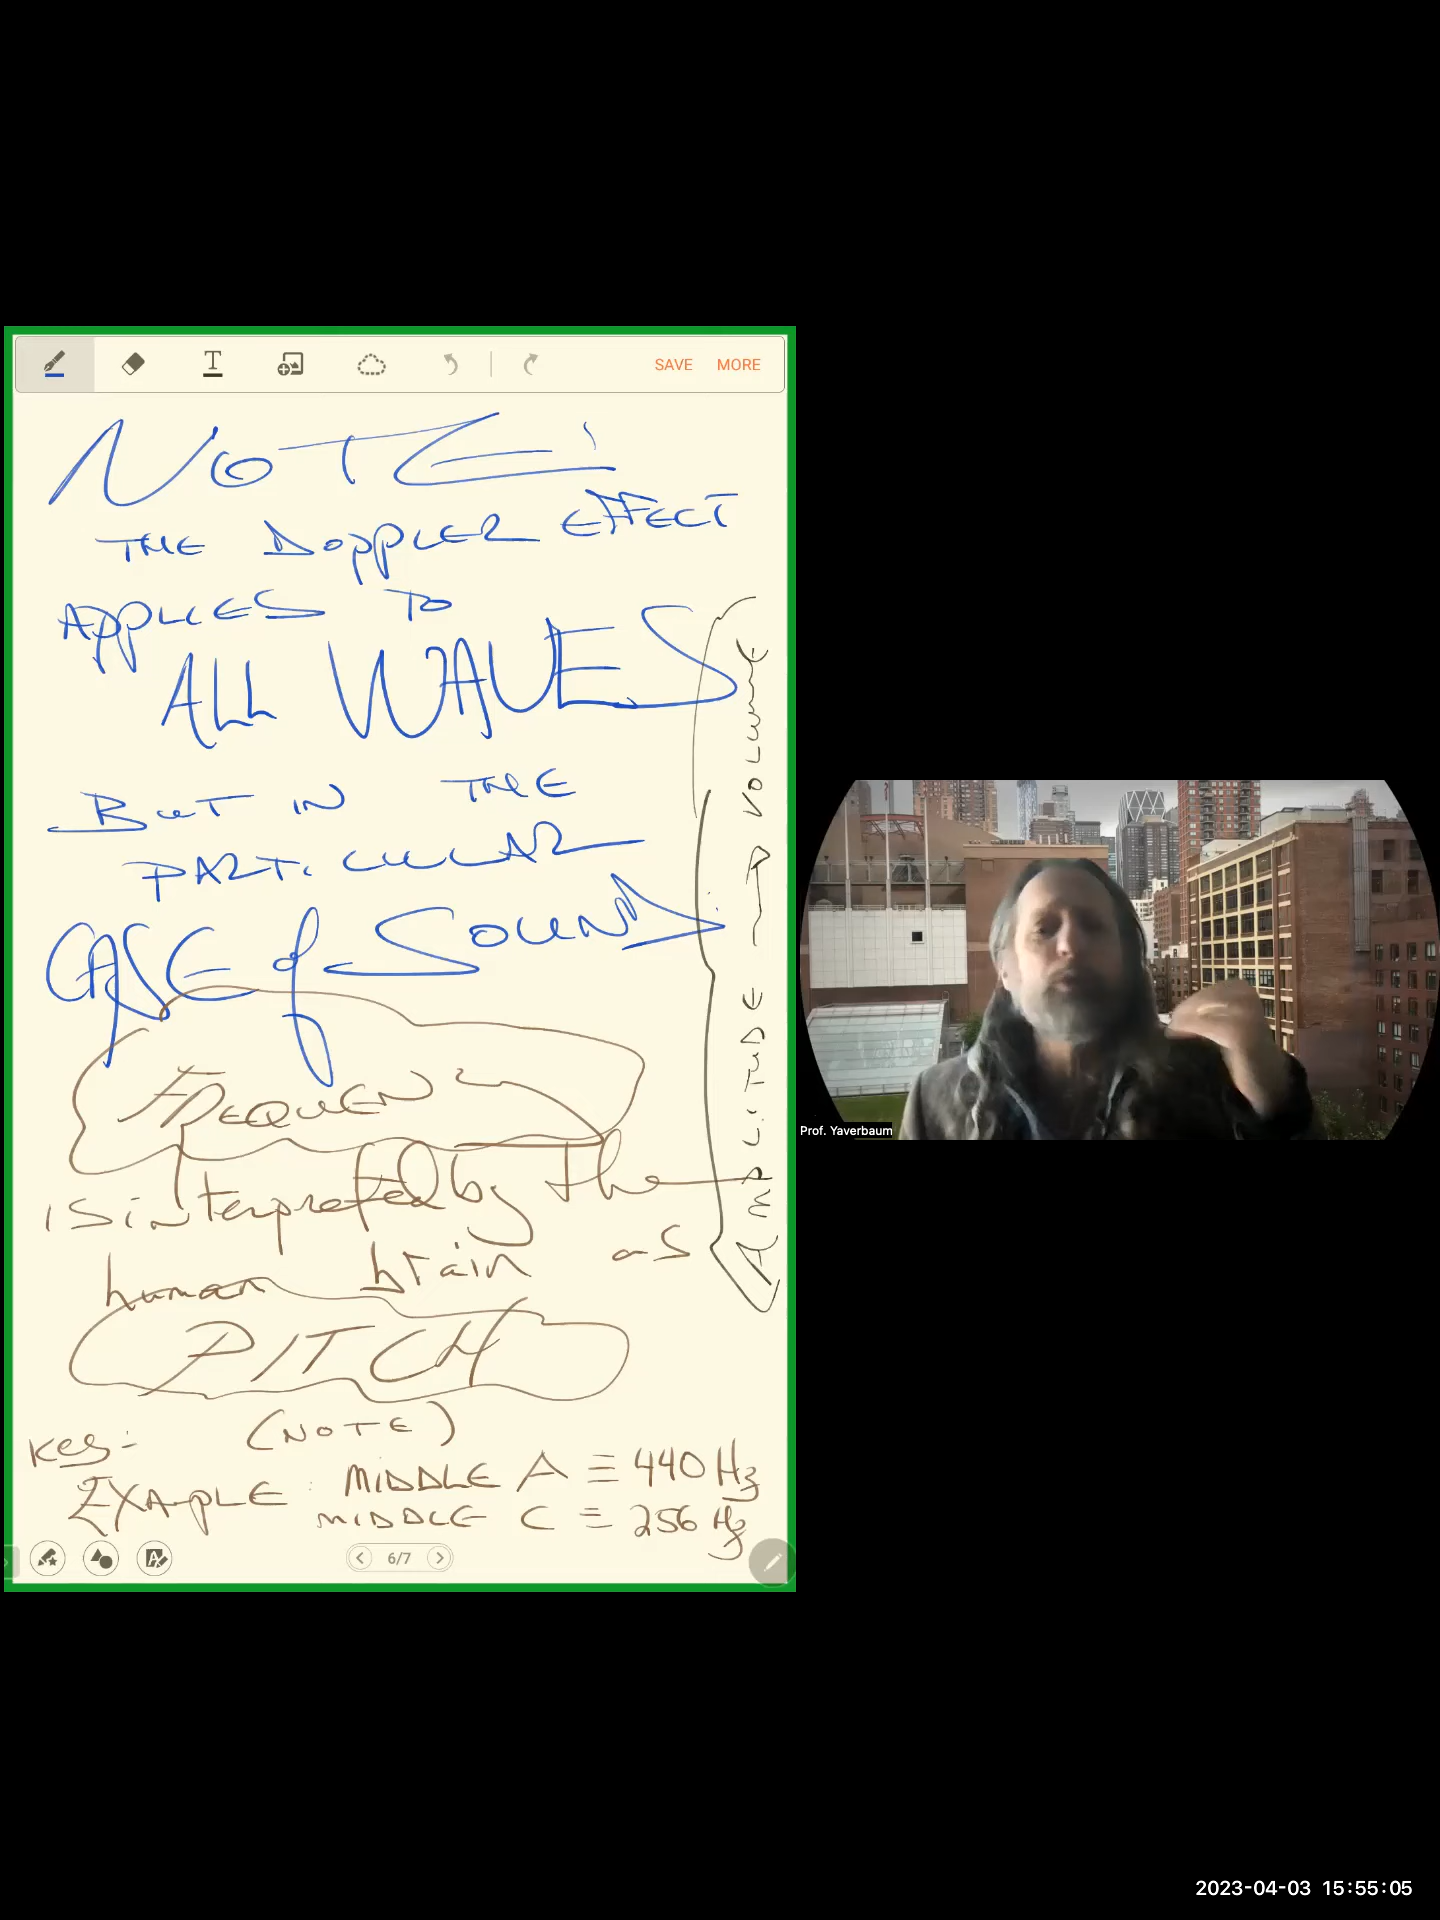 T
SAVE MORE
NOTE:
THE DOPPLER EFFECT
APPLIES TO
ALL WAVES
BUT IN THE
PARTICULAR
CASE of SOUND
FREQUENCY
is interpreted by the
human brain as
PITCH
(NOTE)
Key:
EXAMPLE: MIDDLE A ≡ 440 Hz
MIDDLE C ≡ 256 Hz
AMPLITUDE → VOLUME
6/7
Prof. Yaverbaum
2023-04-03 15:55:05